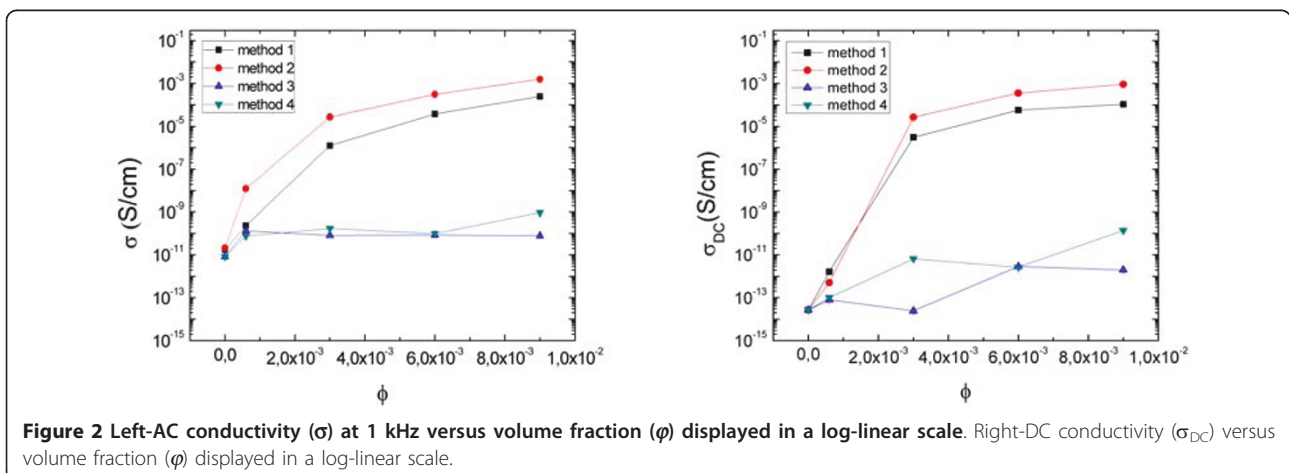 10⁻¹
10⁻³
10⁻⁵
10⁻⁷
10⁻⁹
10⁻¹¹
10⁻¹³
10⁻¹⁵
σ (S/cm)
method 1
method 2
method 3
method 4
0,0 2,0x10⁻³ 4,0x10⁻³ 6,0x10⁻³ 8,0x10⁻³ 1,0x10⁻²
ϕ
10⁻¹
10⁻³
10⁻⁵
10⁻⁷
10⁻⁹
10⁻¹¹
10⁻¹³
10⁻¹⁵
σDC(S/cm)
method 1
method 2
method 3
method 4
0,0 2,0x10⁻³ 4,0x10⁻³ 6,0x10⁻³ 8,0x10⁻³ 1,0x10⁻²
ϕ
Figure 2 Left-AC conductivity (σ) at 1 kHz versus volume fraction (φ) displayed in a log-linear scale. Right-DC conductivity (σDC) versus
volume fraction (φ) displayed in a log-linear scale.